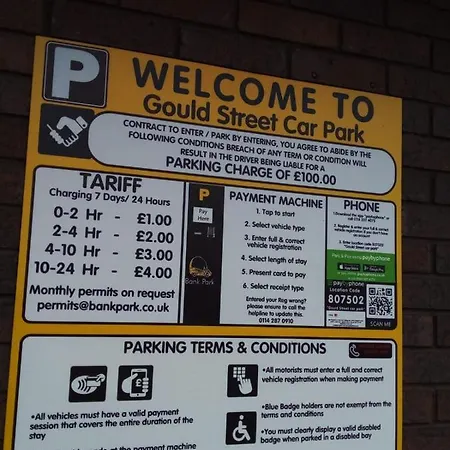 P
WELCOME TO
Gould Street Car Park
CONTRACT TO ENTER / PARK BY ENTERING, YOU AGREE TO ABIDE BY THE
FOLLOWING CONDITIONS BREACH OF ANY TERM OR CONDITION WILL
RESULT IN THE DRIVER BEING LIABLE FOR A
PARKING CHARGE OF £100.00
TARIFF
Charging 7 Days/ 24 Hours
0-2 Hr - £1.00
2-4 Hr - £2.00
4-10 Hr - £3.00
10-24 Hr - £4.00
Monthly permits on request
permits@bankpark.co.uk
P
Pay
Here
Bank Park
PAYMENT MACHINE
1. Tap to start
2. Select vehicle type
3. Enter full & correct
vehicle registration
4. Select length of stay
5. Present card to pay
6. Select receipt type
Entered your Reg wrong?
please ensure to call the
helpline to update this.
0114 287 0910
PHONE
paybyphone
Location Code
807502
SCAN ME
PARKING TERMS & CONDITIONS
•All vehicles must have a valid payment
session that covers the entire duration of the
stay
at the payment machine
•All motorists must enter a full and correct
vehicle registration when making payment
•Blue Badge holders are not exempt from the
terms and conditions
•You must clearly display a valid disabled
badge when parked in a disabled bay